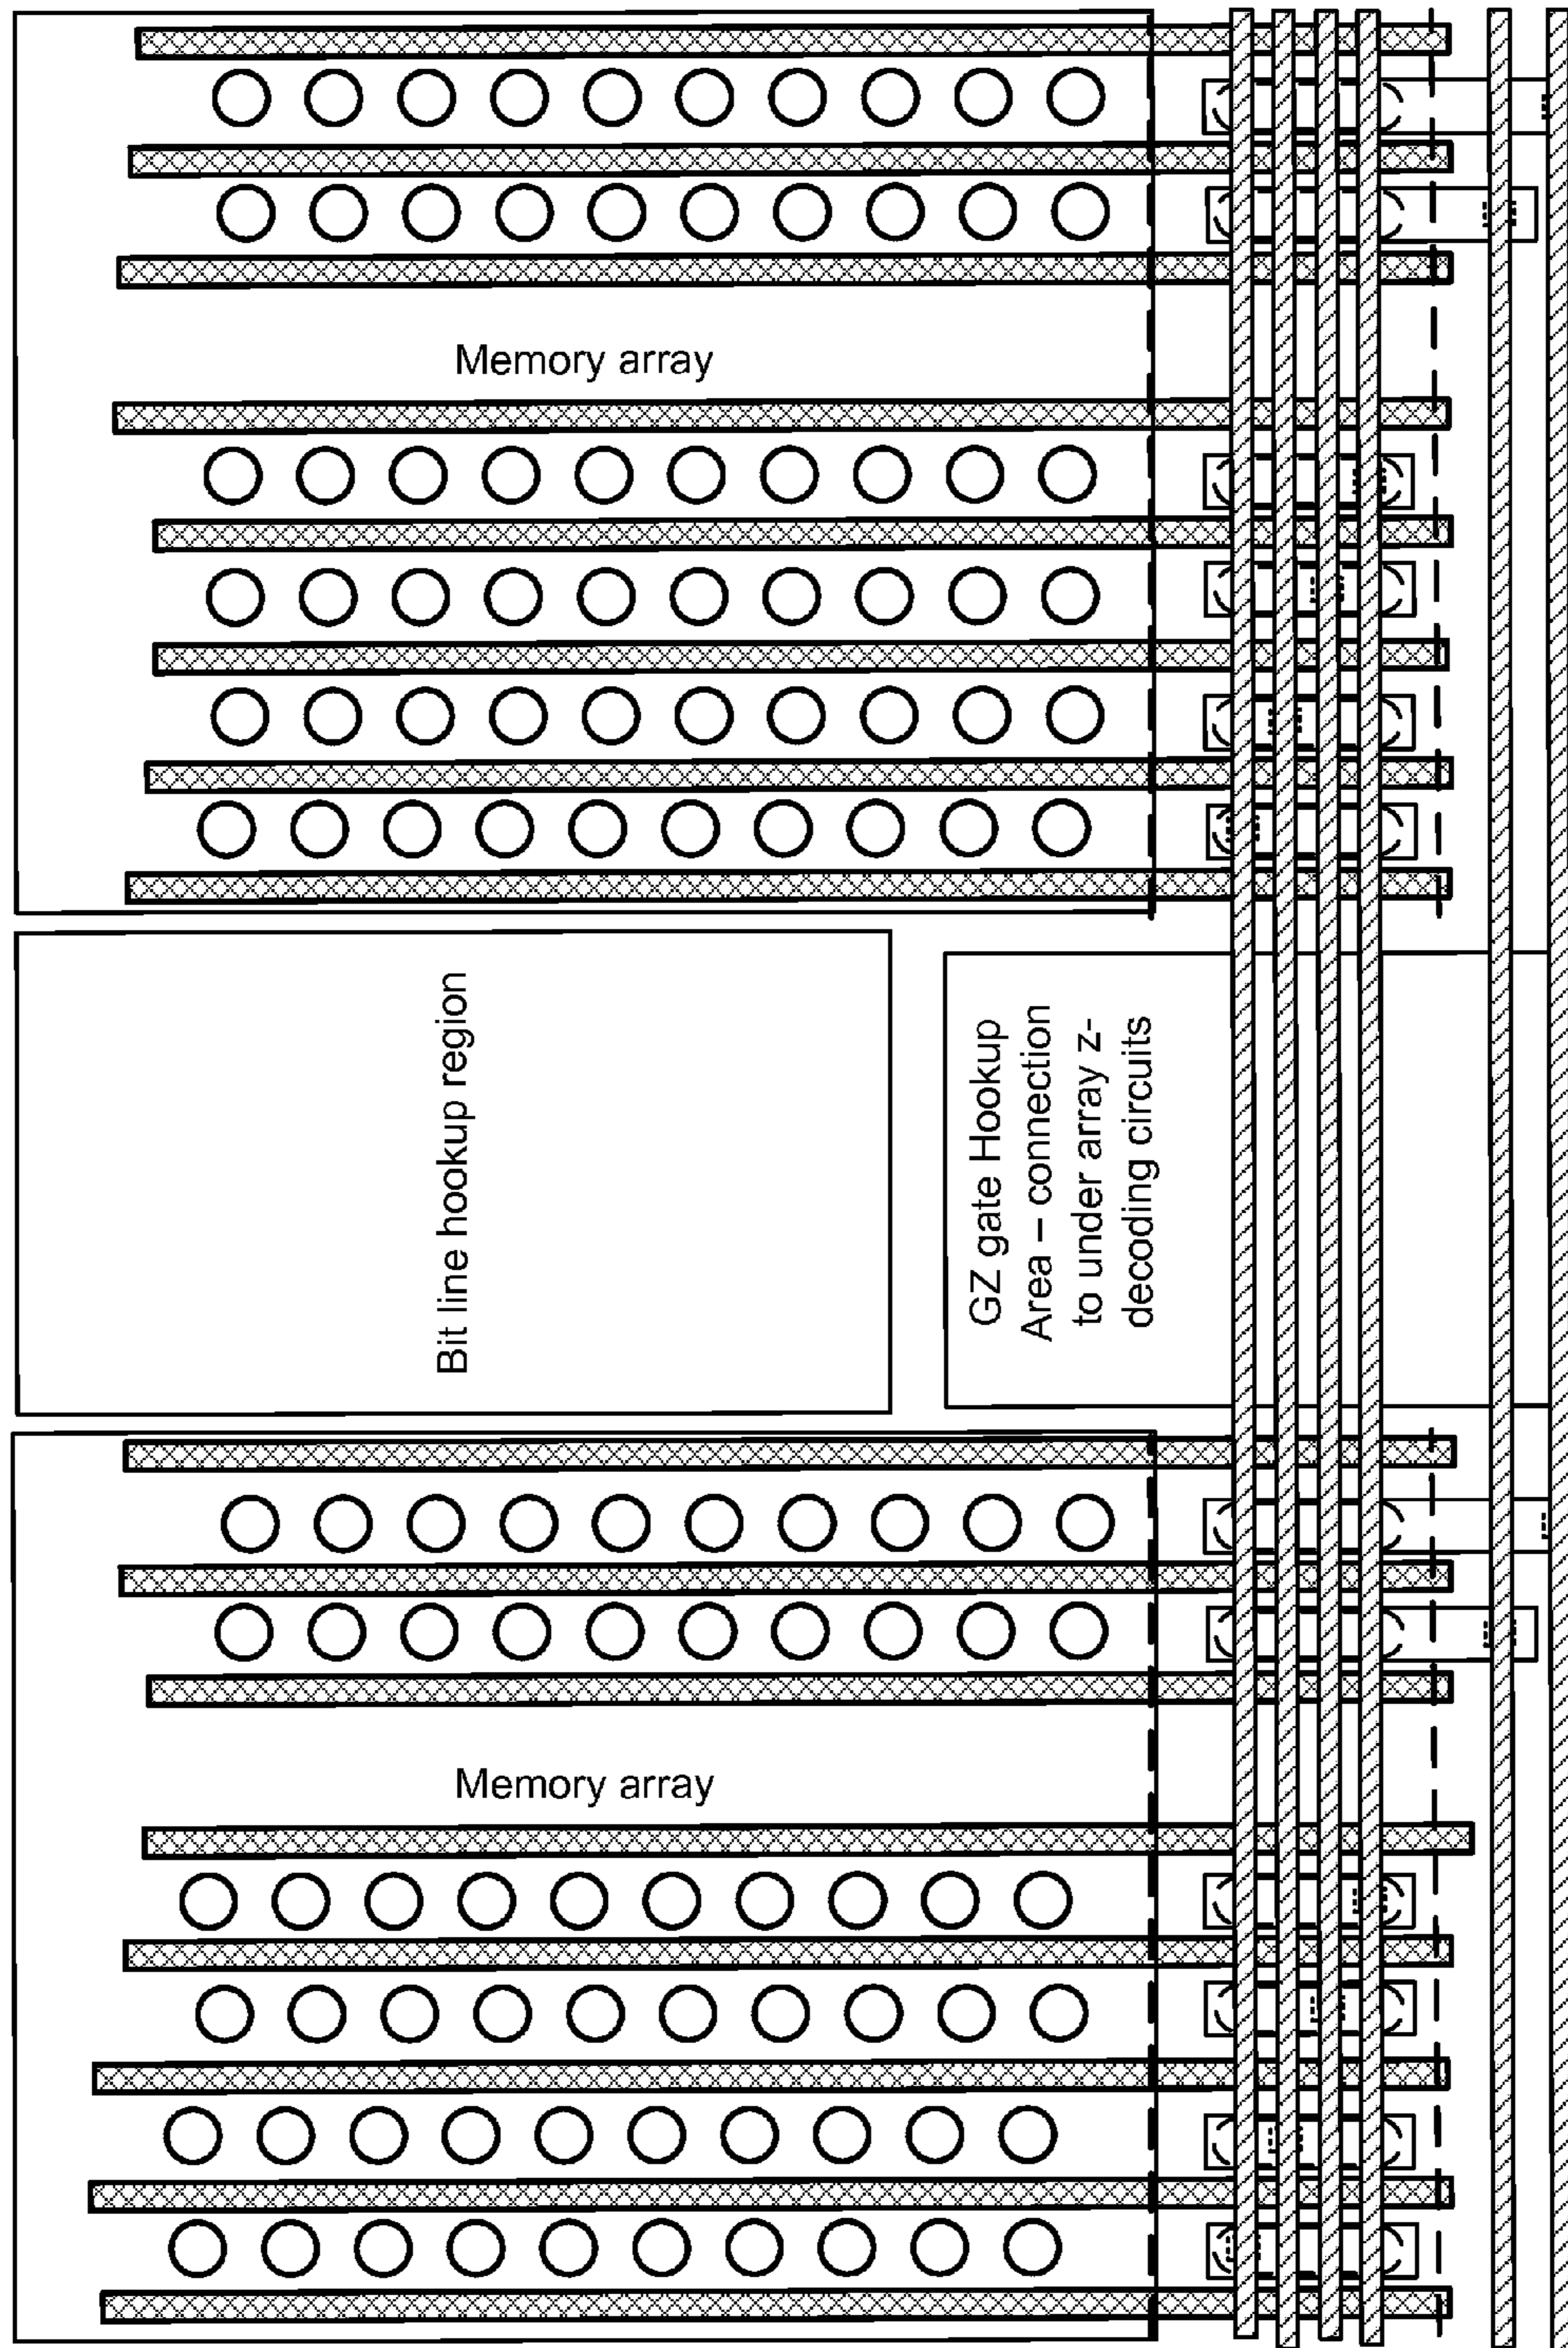 Memory array
Bit line hookup region
GZ gate Hookup
Area – connection
to under array z-
decoding circuits
Memory array